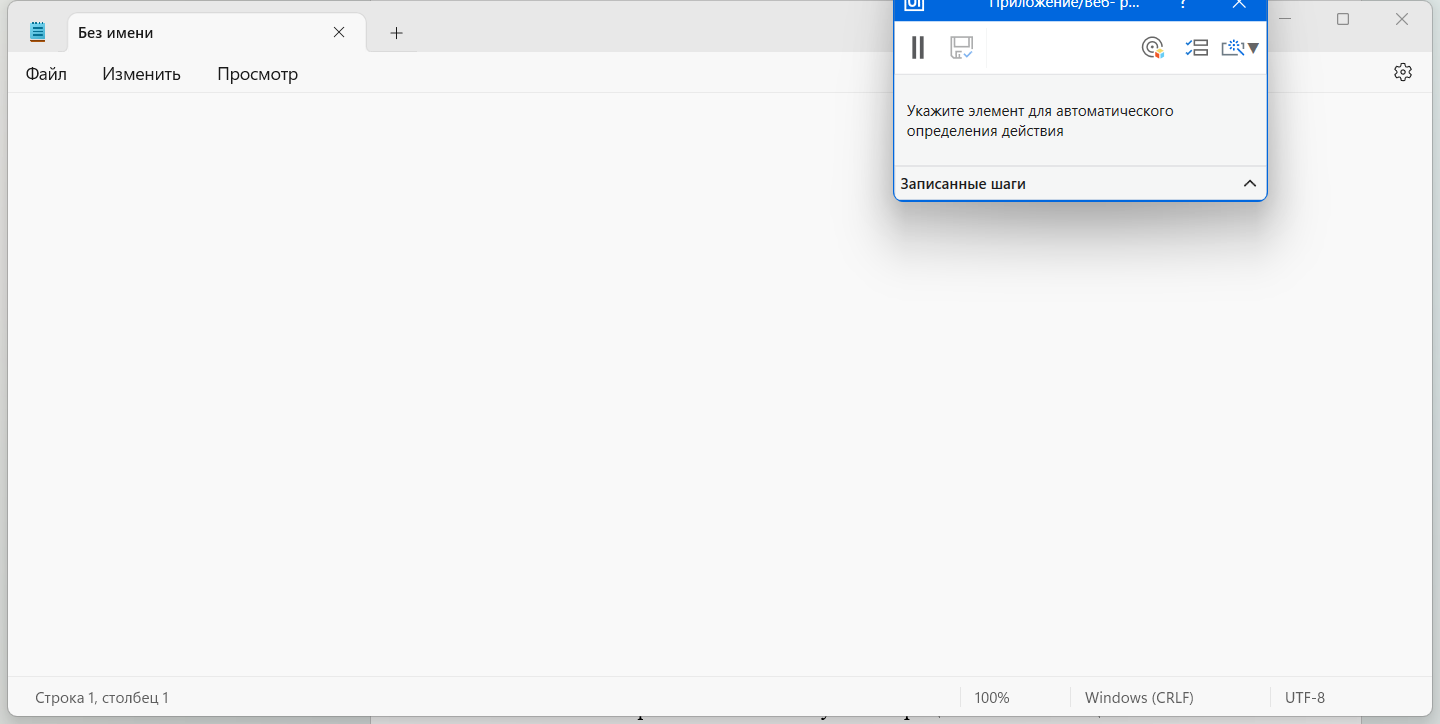 Без имени
Приложение/веб- р...
?
Файл
Изменить
Просмотр
Укажите элемент для автоматического
определения действия
Записанные шаги
Строка 1, столбец 1
100%
Windows (CRLF)
UTF-8